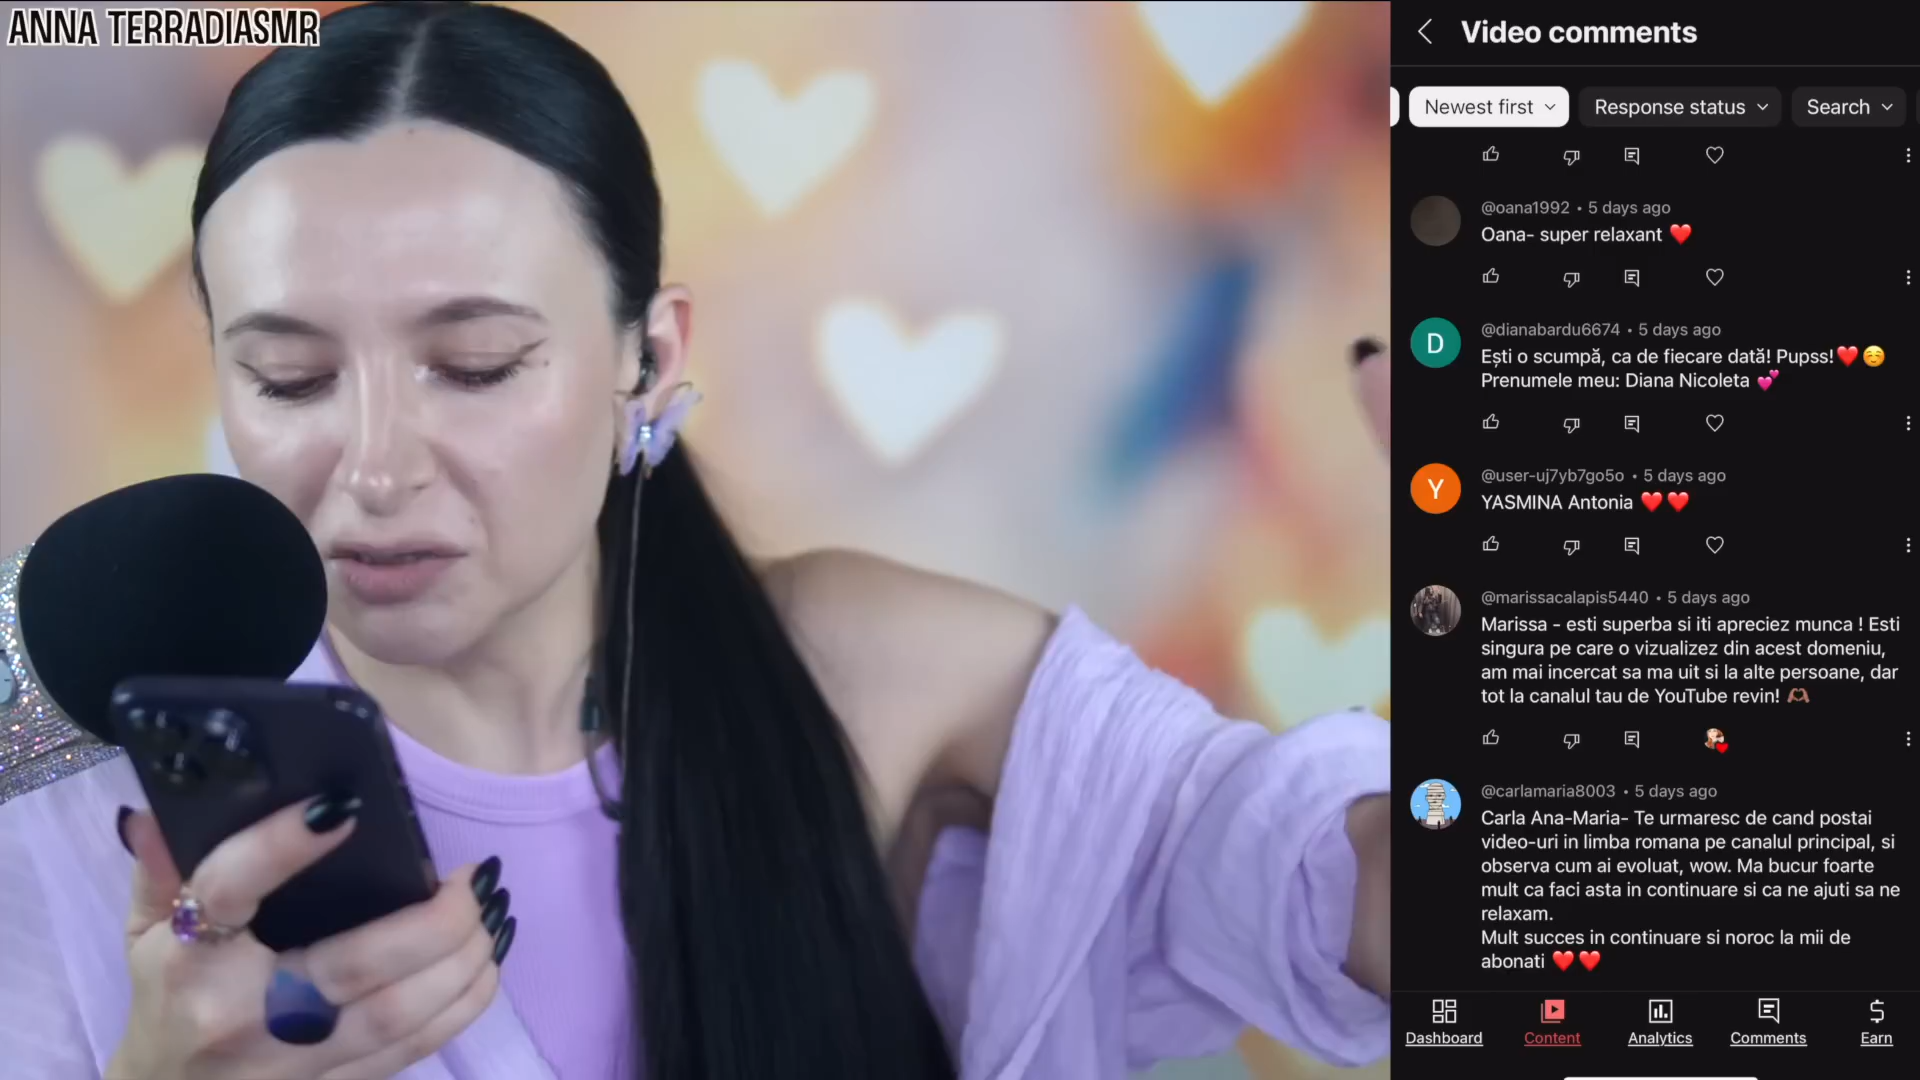 ANNA TERRADIASMR
Video comments
Newest first
Response status
Search
@oana1992 • 5 days ago
Oana- super relaxant ❤️
@dianabardu6674 • 5 days ago
Ești o scumpă, ca de fiecare dată! Pupss!❤️☺️
Prenumele meu: Diana Nicoleta 💕
D
@user-uj7yb7go5o • 5 days ago
YASMINA Antonia ❤️❤️
Y
@marissacalapis5440 • 5 days ago
Marissa - esti superba si iti apreciez munca ! Esti
singura pe care o vizualizez din acest domeniu,
am mai incercat sa ma uit si la alte persoane, dar
tot la canalul tau de YouTube revin! 🫶🏽
@carlamaria8003 • 5 days ago
Carla Ana-Maria- Te urmaresc de cand postai
video-uri in limba romana pe canalul principal, si
observa cum ai evoluat, wow. Ma bucur foarte
mult ca faci asta in continuare si ca ne ajuti sa ne
relaxam.
Mult succes in continuare si noroc la mii de
abonati ❤️❤️
Dashboard
Content
Analytics
Comments
Earn